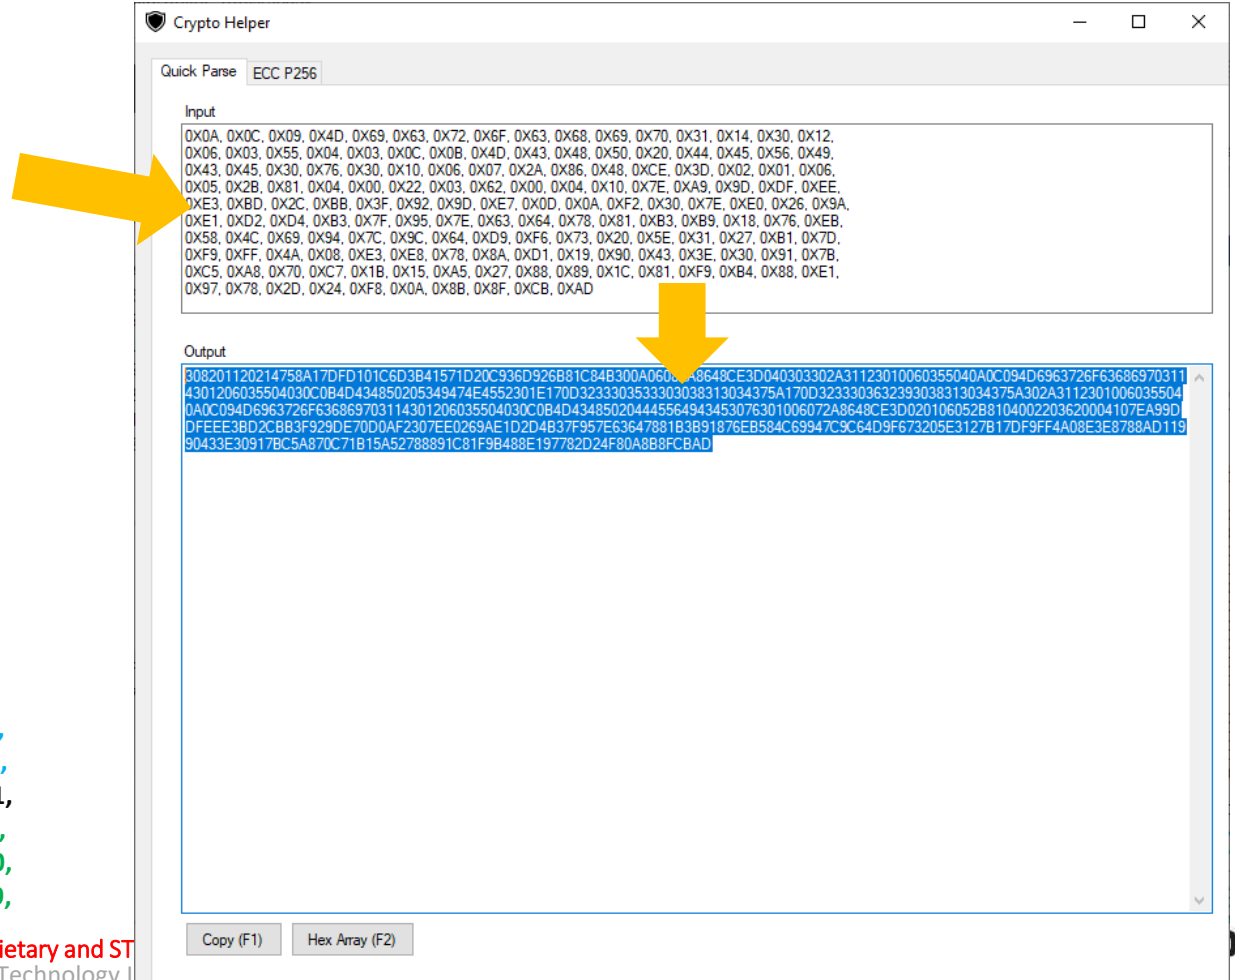 Crypto Helper
Quick Parse
ECC P256
Input
0X0A, 0X0C, 0X09, 0X4D, 0X69, 0X63, 0X72, 0X6F, 0X63, 0X68, 0X69, 0X70, 0X31, 0X14, 0X30, 0X12,
0X06, 0X03, 0X55, 0X04, 0X03, 0X0C, 0X0B, 0X4D, 0X43, 0X48, 0X50, 0X20, 0X44, 0X45, 0X56, 0X49,
0X43, 0X45, 0X30, 0X76, 0X30, 0X10, 0X06, 0X07, 0X2A, 0X86, 0X48, 0XCE, 0X3D, 0X02, 0X01, 0X06,
0X05, 0X2B, 0X81, 0X04, 0X00, 0X22, 0X03, 0X62, 0X00, 0X04, 0X10, 0X7E, 0XA9, 0X9D, 0XDF, 0XEE,
0XE3, 0XBD, 0X2C, 0XBB, 0X3F, 0X92, 0X9D, 0XE7, 0X0D, 0X0A, 0XF2, 0X30, 0X7E, 0XE0, 0X26, 0X9A,
0XE1, 0XD2, 0XD4, 0XB3, 0X7F, 0X95, 0X7E, 0X63, 0X64, 0X78, 0X81, 0XB3, 0XB9, 0X18, 0X76, 0XEB,
0X58, 0X4C, 0X69, 0X94, 0X7C, 0X9C, 0X64, 0XD9, 0XF6, 0X73, 0X20, 0X5E, 0X31, 0X27, 0XB1, 0X7D,
0XF9, 0XFF, 0X4A, 0X08, 0XE3, 0XE8, 0X78, 0X8A, 0XD1, 0X19, 0X90, 0X43, 0X3E, 0X30, 0X91, 0X7B,
0XC5, 0XA8, 0X70, 0XC7, 0X1B, 0X15, 0XA5, 0X27, 0X88, 0X89, 0X1C, 0X81, 0XF9, 0XB4, 0X88, 0XE1,
0X97, 0X78, 0X2D, 0X24, 0XF8, 0X0A, 0X8B, 0X8F, 0XCB, 0XAD
Output
308201120214758A17DFD101C6D3B41571D20C936D926B81C84B300A0608 A8648CE3D040303302A31123010060355040A0C094D6963726F63686970311
4301206035504030C0B4D434850205349474E4552301E170D3233303533303038313034375A170D3233303632393038313034375A302A3112301006035504
0A0C094D6963726F63686970311430120603​5504030C0B4D434850204445564943453076301006072A8648CE3D020106052B8104002203620004107EA99D
DFEEE3BD2CBB3F929DE70D0AF2307EE0269AE1D2D4B37F957E63647881B3B91876EB584C69947C9C64D9F673205E3127B17DF9FF4A08E3E8788AD119
90433E30917BC5A870C71B15A52788891C81F9B488E197782D24F80A8B8FCBAD
Copy (F1)
Hex Array (F2)
ietary and ST
Technology